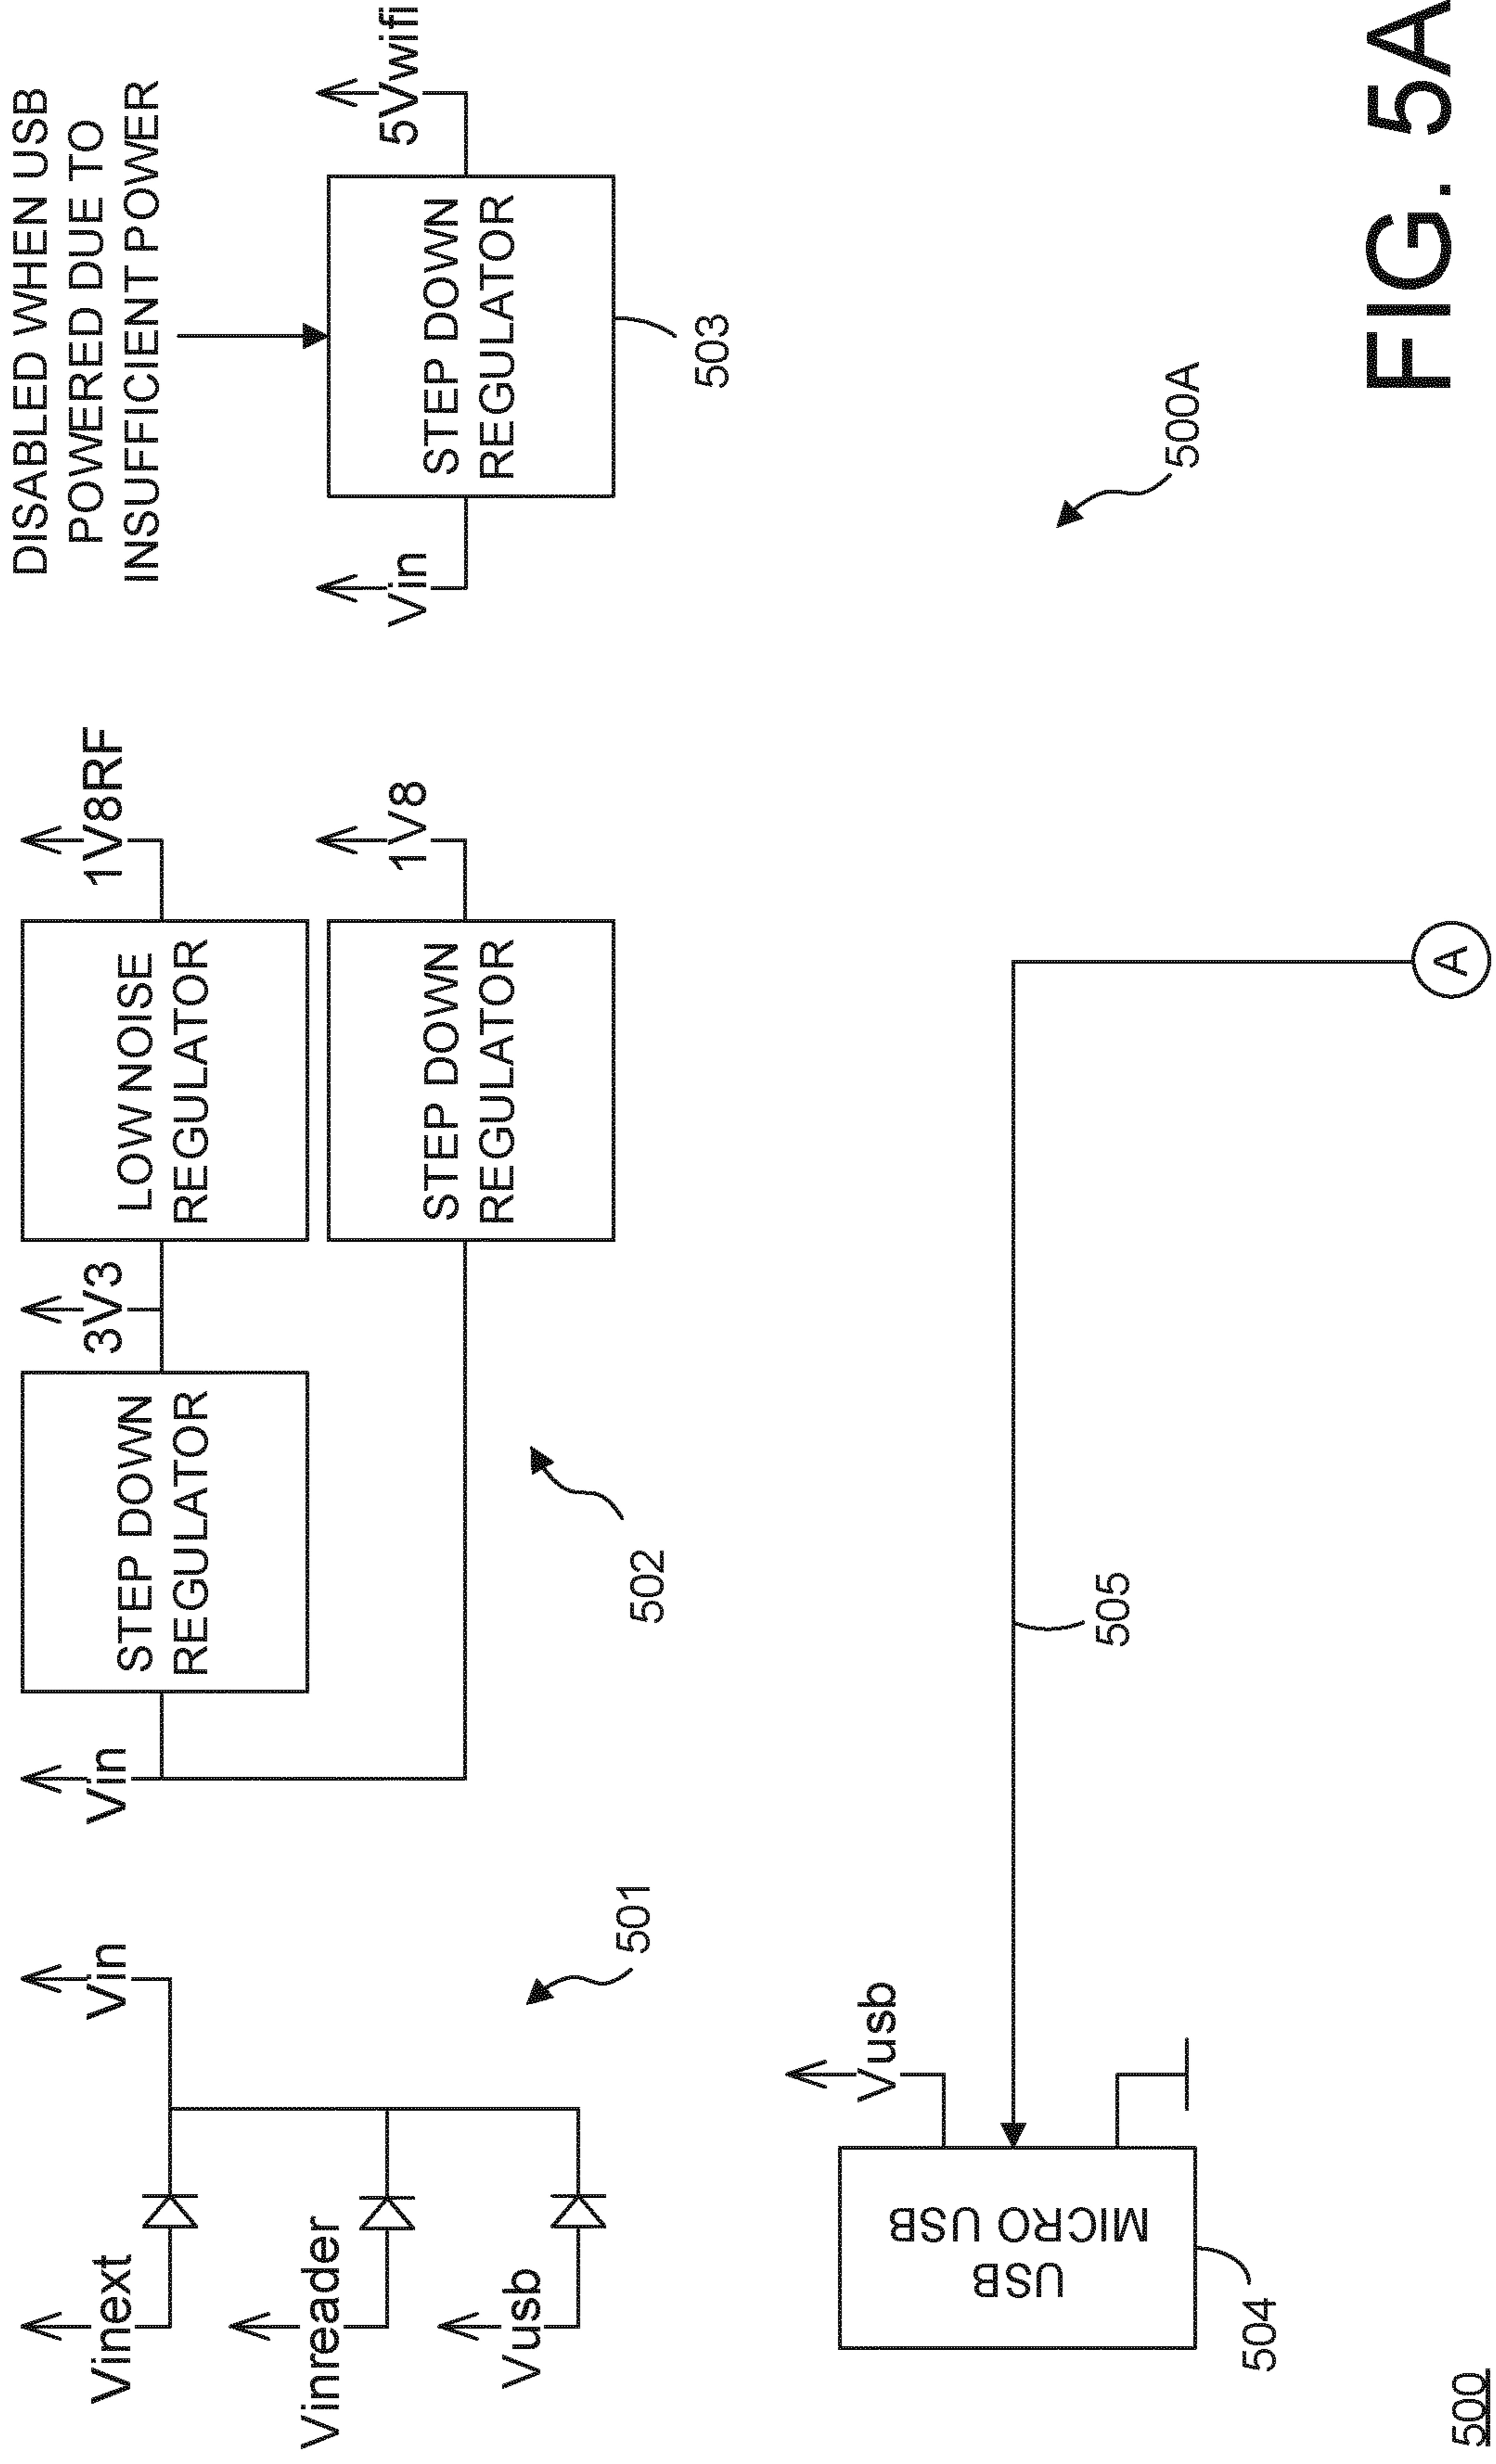 Vinext
Vinreader
Vusb
Vin
501
Vin
STEP DOWN
REGULATOR
3V3
LOW NOISE
REGULATOR
1V8RF
STEP DOWN
REGULATOR
1V8
502
DISABLED WHEN USB
POWERED DUE TO
INSUFFICIENT POWER
Vin
STEP DOWN
REGULATOR
5Vwifi
503
Vusb
USB
MICRO USB
504
505
A
500A
500
FIG. 5A